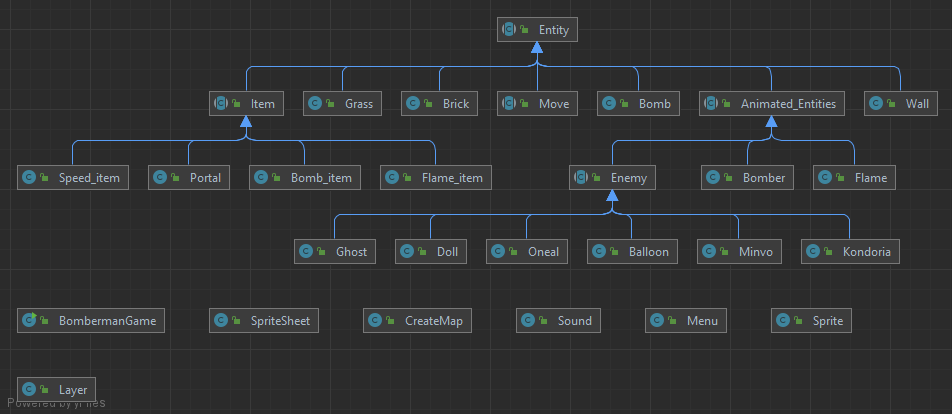 Entity
Item Grass Brick Move Bomb Animated_Entities Wall
Speed_item Portal Bomb_item Flame_item Enemy Bomber Flame
Ghost Doll Oneal Balloon Minvo Kondoria
BombermanGame SpriteSheet CreateMap Sound Menu Sprite
Layer
Powered by yFiles